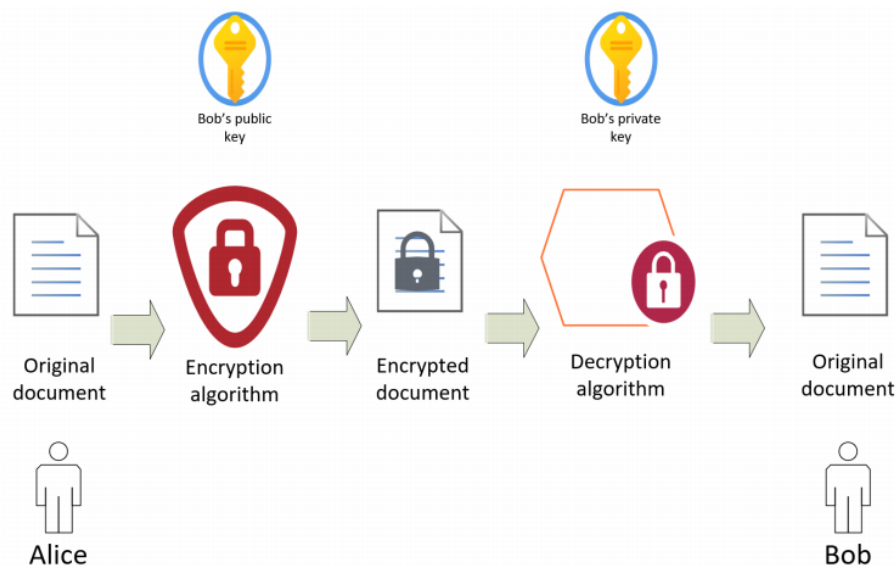 Bob's public
key
Bob's private
key
Original
document
Encryption
algorithm
Encrypted
document
Decryption
algorithm
Original
document
Alice
Bob